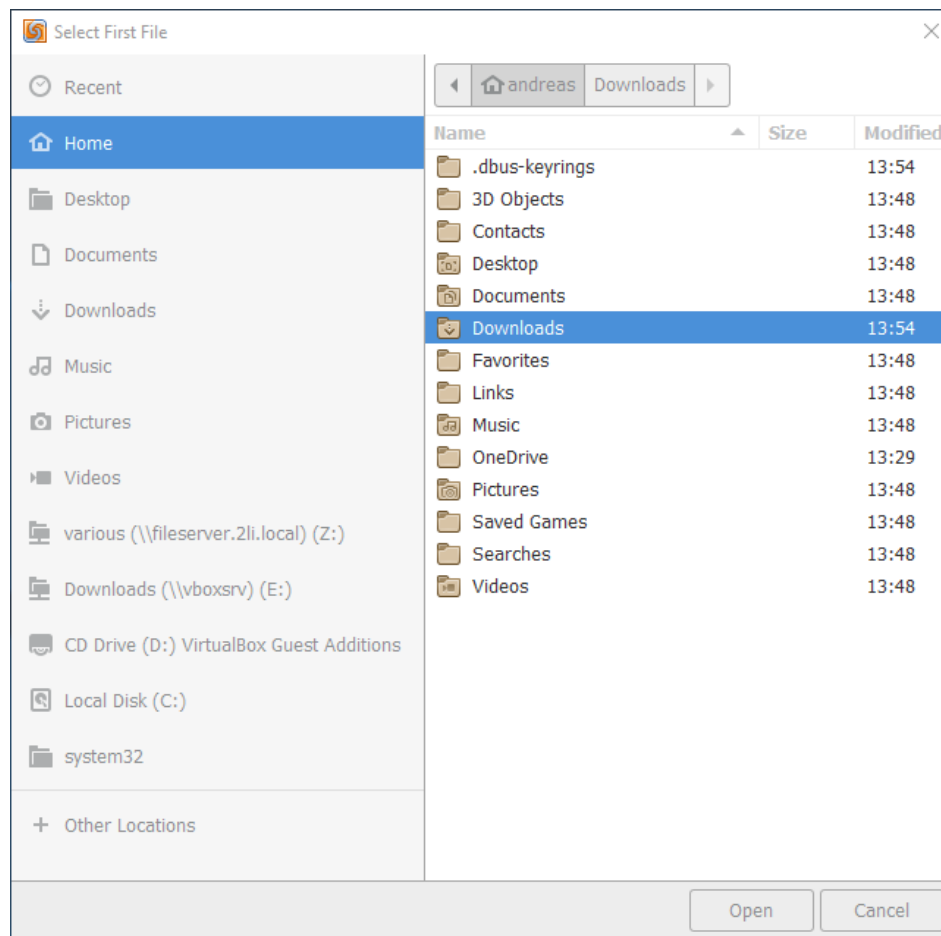 Select First File
Recent
Home
Desktop
Documents
Downloads
Music
Pictures
Videos
various (\\fileserver.2li.local) (Z:)
Downloads (\\vboxsrv) (E:)
CD Drive (D:) VirtualBox Guest Additions
Local Disk (C:)
system32
Other Locations
andreas Downloads
Name Size Modified
.dbus-keyrings 13:54
3D Objects 13:48
Contacts 13:48
Desktop 13:48
Documents 13:48
Downloads 13:54
Favorites 13:48
Links 13:48
Music 13:48
OneDrive 13:29
Pictures 13:48
Saved Games 13:48
Searches 13:48
Videos 13:48
Open Cancel